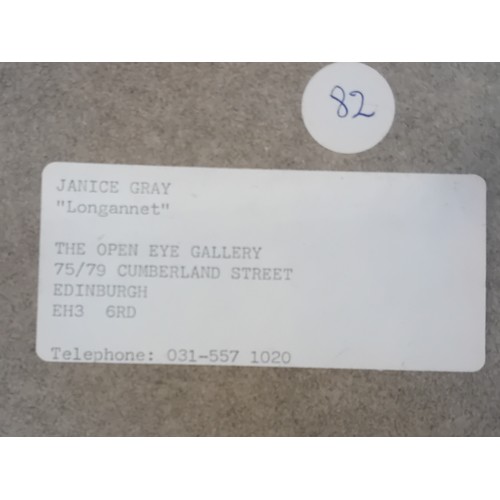 82
JANICE GRAY
"Longannet"
THE OPEN EYE GALLERY
75/79 CUMBERLAND STREET
EDINBURGH
EH3 6RD
Telephone: 031-557 1020